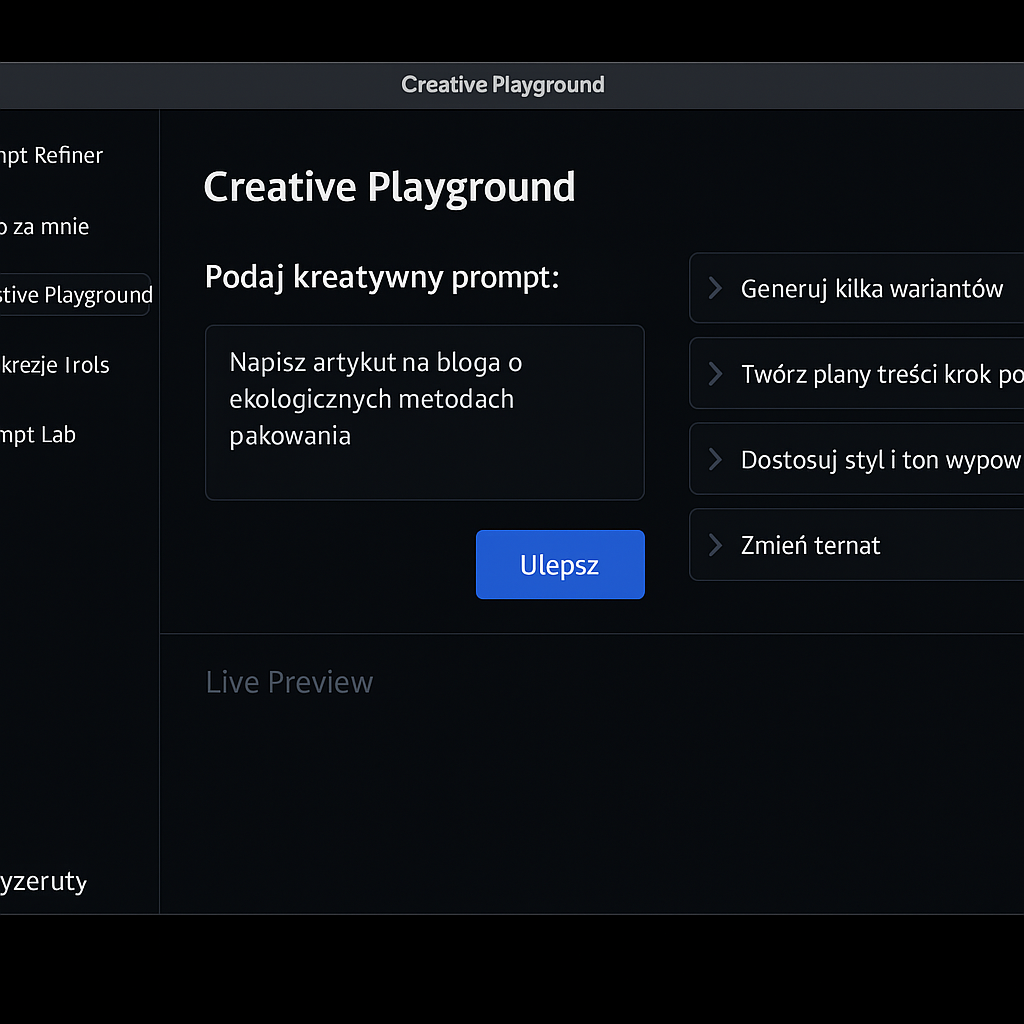 Creative Playground
npt Refiner
o za mnie
stive Playground
krezje Irols
mpt Lab
yzeruty
Creative Playground
Podaj kreatywny prompt:
Napisz artykut na bloga o
ekologicznych metodach
pakowania
Ulepsz
Generuj kilka wariantów
Twórz plany treści krok po
Dostosuj styl i ton wypow
Zmień ternat
Live Preview